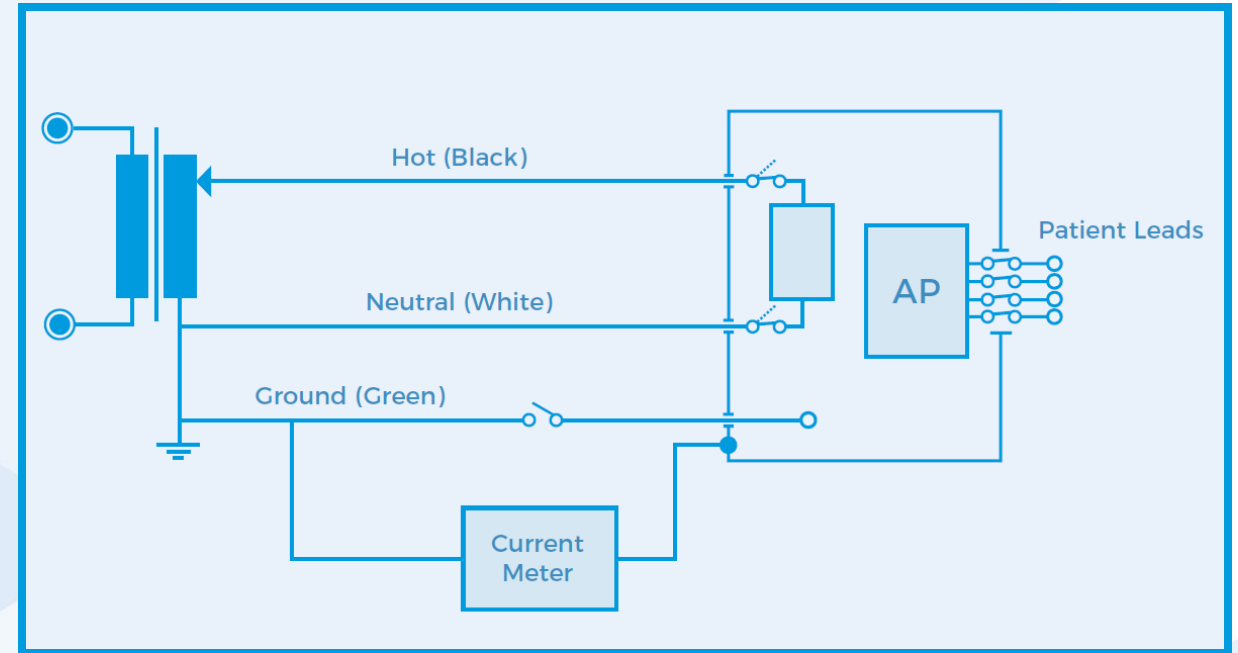 Hot (Black)
Patient Leads
AP
Neutral (White)
Ground (Green)
Current
Meter